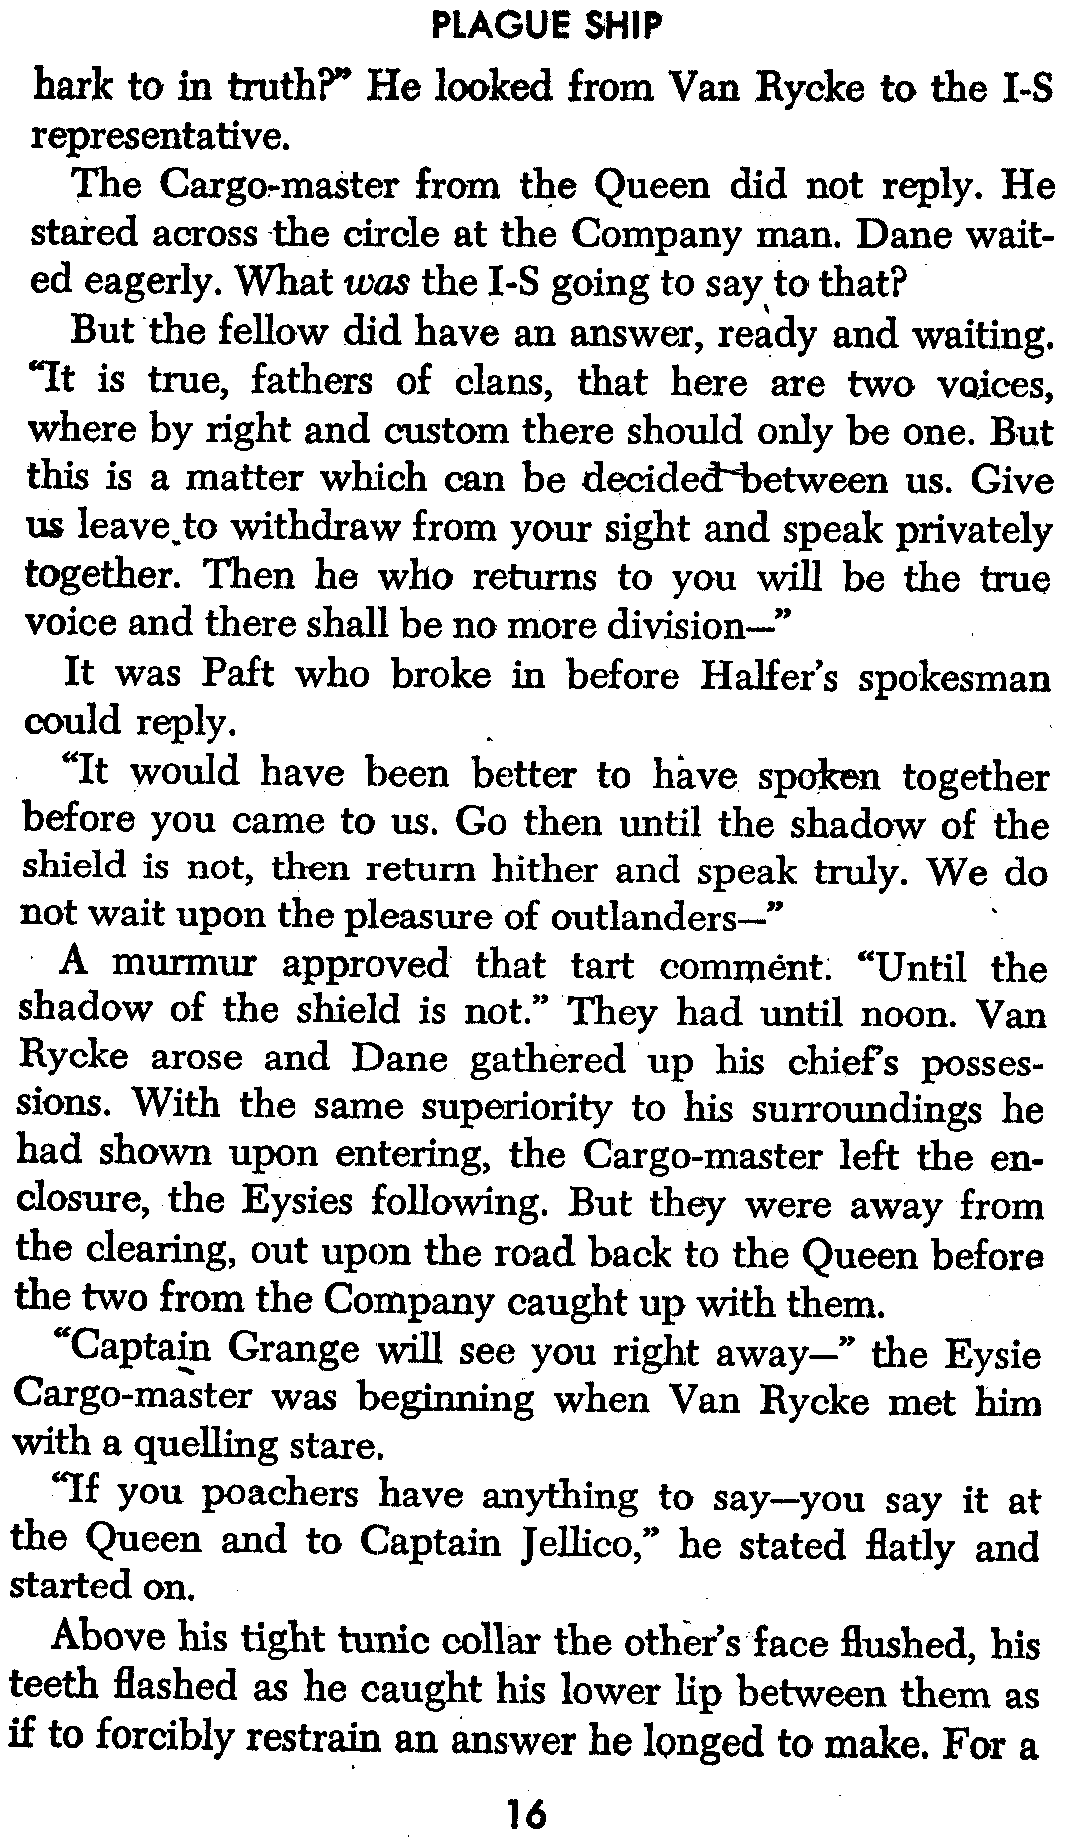 PLAGUE SHIP
hark to in truth?” He looked from Van Rycke to the I-S
representative.
The Cargo-master from the Queen did not reply. He
stared across the circle at the Company man. Dane wait-
ed eagerly. What was the I-S going to say to that?
But the fellow did have an answer, ready and waiting.
“It is true, fathers of clans, that here are two voices,
where by right and custom there should only be one. But
this is a matter which can be decided between us. Give
us leave to withdraw from your sight and speak privately
together. Then he who returns to you will be the true
voice and there shall be no more division—”
It was Paft who broke in before Halfer’s spokesman
could reply.
“It would have been better to have spoken together
before you came to us. Go then until the shadow of the
shield is not, then return hither and speak truly. We do
not wait upon the pleasure of outlanders—”
A murmur approved that tart comment. “Until the
shadow of the shield is not.” They had until noon. Van
Rycke arose and Dane gathered up his chief’s posses-
sions. With the same superiority to his surroundings he
had shown upon entering, the Cargo-master left the en-
closure, the Eysies following. But they were away from
the clearing, out upon the road back to the Queen before
the two from the Company caught up with them.
“Captain Grange will see you right away—” the Eysie
Cargo-master was beginning when Van Rycke met him
with a quelling stare.
“If you poachers have anything to say—you say it at
the Queen and to Captain Jellico,” he stated flatly and
started on.
Above his tight tunic collar the other’s face flushed, his
teeth flashed as he caught his lower lip between them as
if to forcibly restrain an answer he longed to make. For a
16